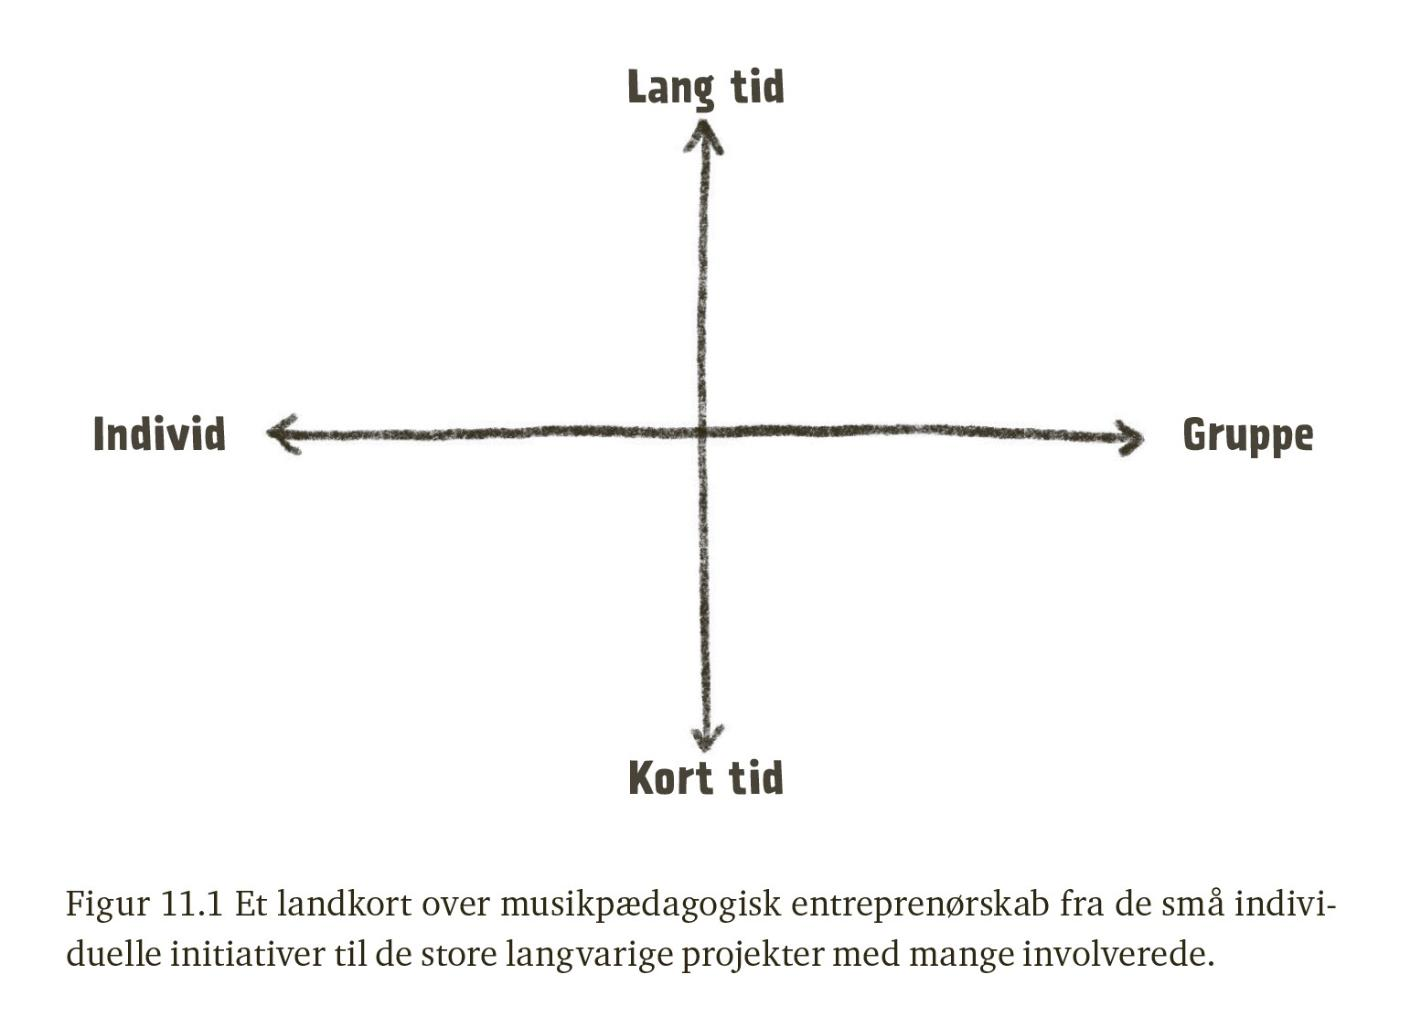 Lang tid
Individ
Gruppe
Kort tid
Figur 11.1 Et landkort over musikpædagogisk entreprenørskab fra de små indivi-
duelle initiativer til de store langvarige projekter med mange involverede.